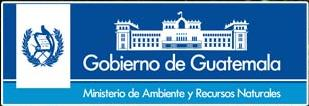 Gobierno de Guatemala
Ministerio de Ambiente y Recursos Naturales